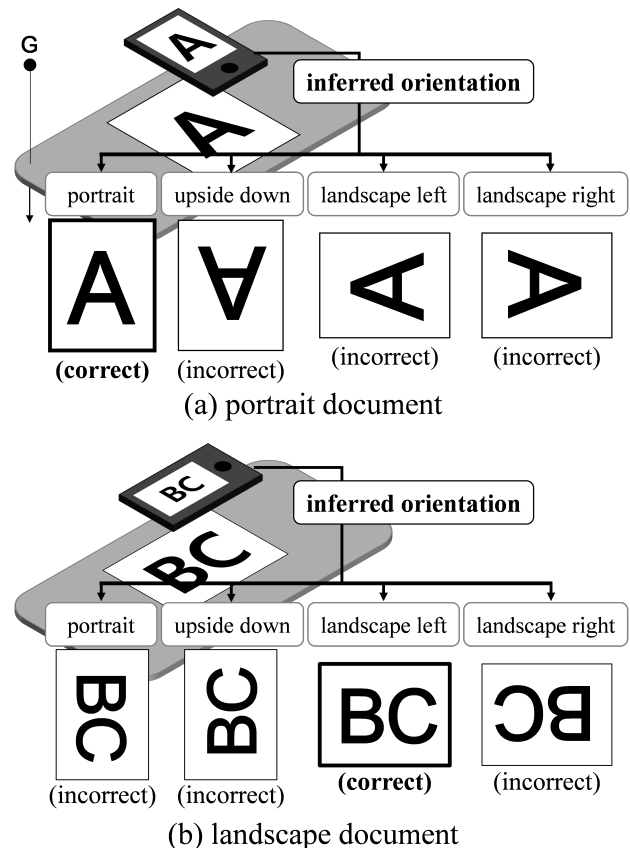 G
A
A
inferred orientation
portrait
upside down
landscape left
landscape right
A
A
A
A
(correct)
(incorrect)
(incorrect)
(incorrect)
(a) portrait document
BC
BC
inferred orientation
portrait
upside down
landscape left
landscape right
BC
BC
BC
BC
(incorrect)
(incorrect)
(correct)
(incorrect)
(b) landscape document